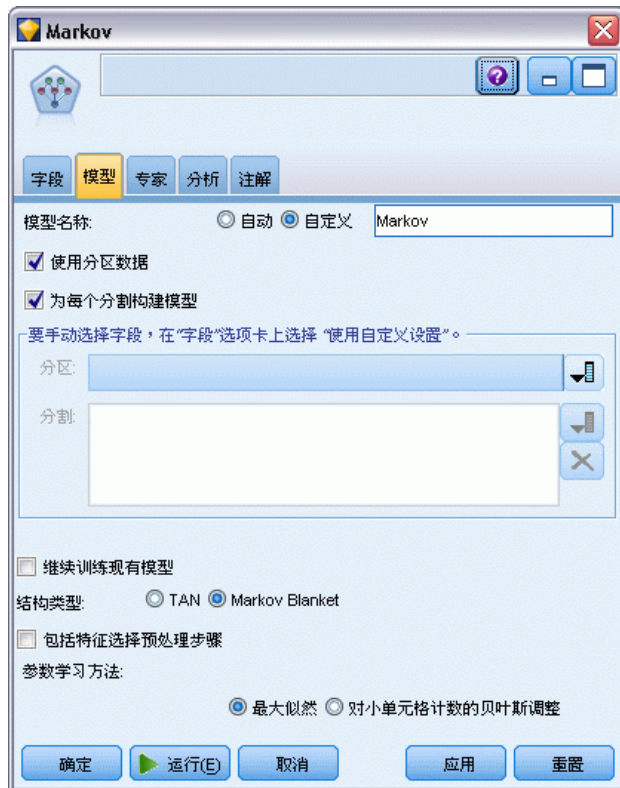 Markov
字段 模型 专家 分析 注解
模型名称: 自动 自定义 Markov
使用分区数据
为每个分割构建模型
要手动选择字段，在“字段”选项卡上选择 “使用自定义设置”。
分区:
分割:
继续训练现有模型
结构类型: TAN Markov Blanket
包括特征选择预处理步骤
参数学习方法:
最大似然 对小单元格计数的贝叶斯调整
确定 运行(E) 取消 应用 重置